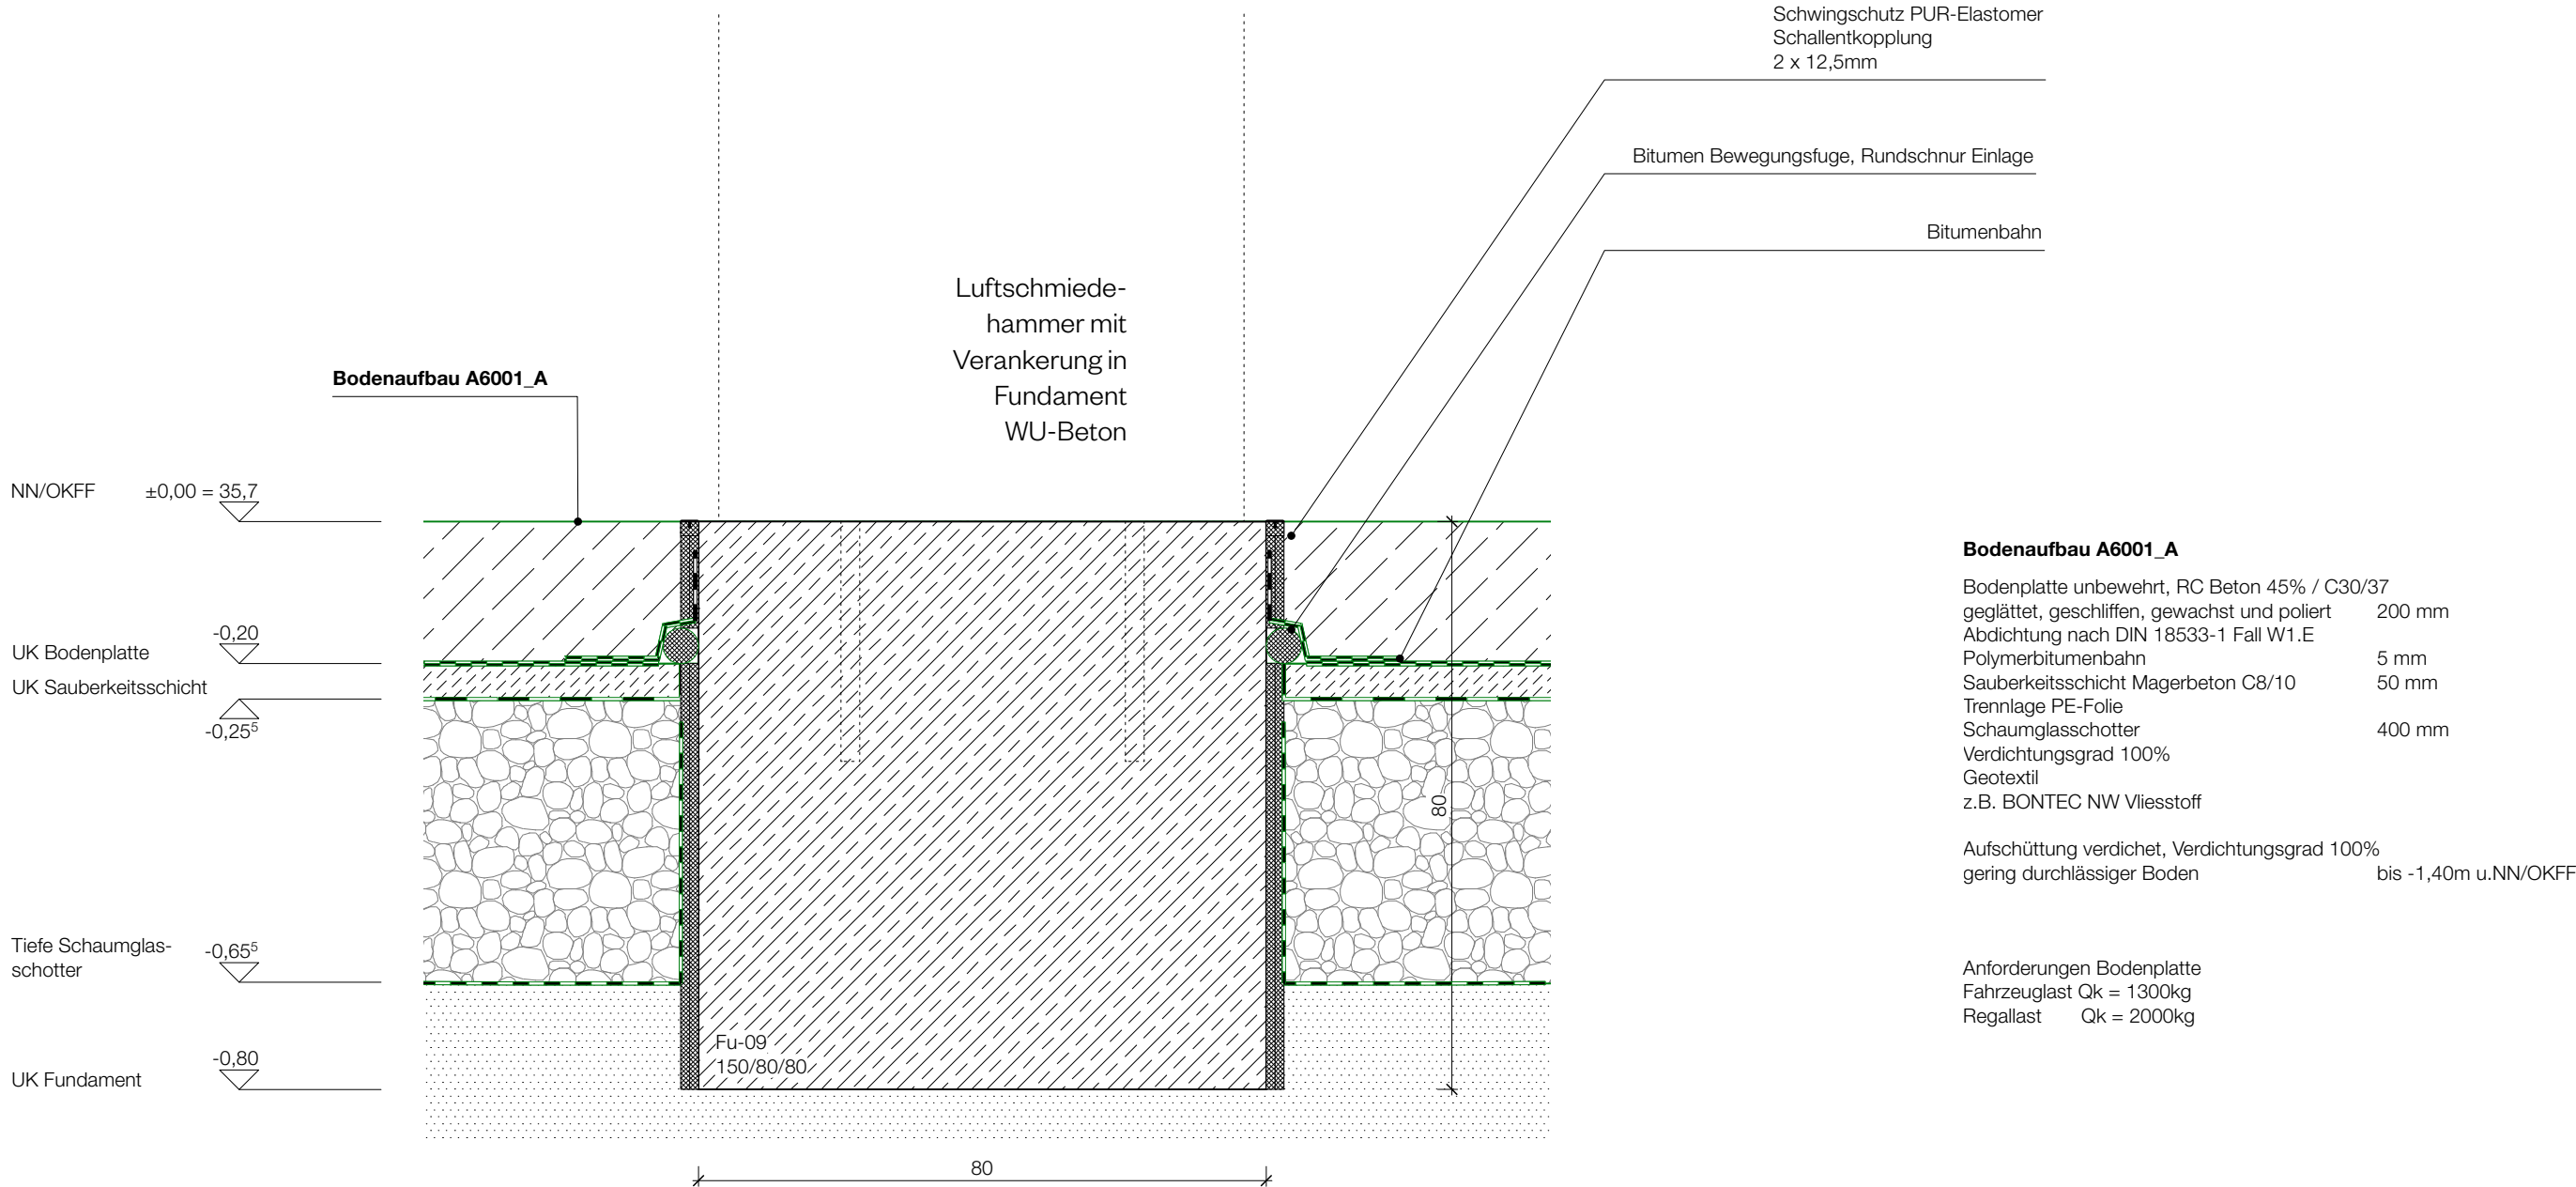 Schwingschutz PUR-Elastomer
Schallentkopplung
2 x 12,5mm
Bitumen Bewegungsfuge, Rundschnur Einlage
Bitumenbahn
Luftschmiede-
hammer mit
Verankerung in
Fundament
WU-Beton
Bodenaufbau A6001_A
NN/OKFF ±0,00 = 35,7
-0,20
UK Bodenplatte
UK Sauberkeitsschicht
-0,25⁵
Tiefe Schaumglas-
schotter
-0,65⁵
-0,80
UK Fundament
Fu-09
150/80/80
80
80
Bodenaufbau A6001_A
Bodenplatte unbewehrt, RC Beton 45% / C30/37
geglättet, geschliffen, gewachst und poliert 200 mm
Abdichtung nach DIN 18533-1 Fall W1.E
Polymerbitumenbahn 5 mm
Sauberkeitsschicht Magerbeton C8/10 50 mm
Trennlage PE-Folie
Schaumglasschotter 400 mm
Verdichtungsgrad 100%
Geotextil
z.B. BONTEC NW Vliesstoff
Aufschüttung verdichet, Verdichtungsgrad 100%
gering durchlässiger Boden bis -1,40m u.NN/OKFF
Anforderungen Bodenplatte
Fahrzeuglast Qk = 1300kg
Regallast Qk = 2000kg